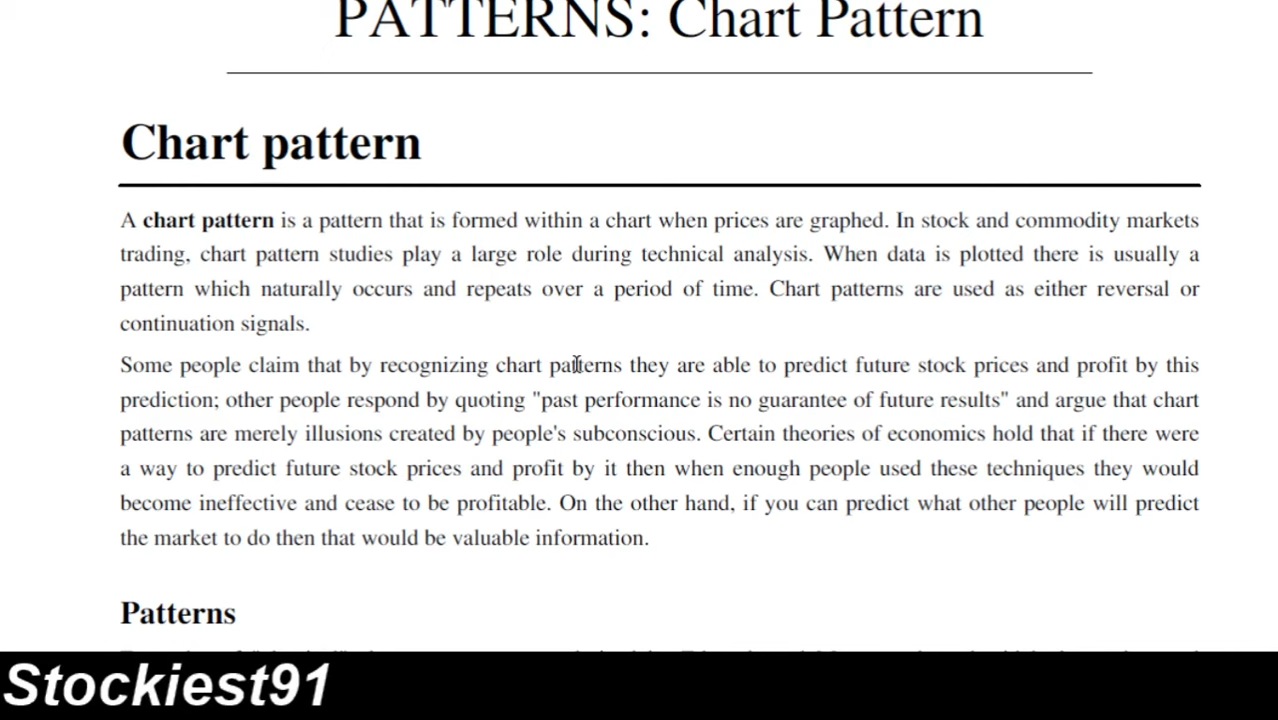 PATTERNS: Chart Pattern
Chart pattern
A chart pattern is a pattern that is formed within a chart when prices are graphed. In stock and commodity markets
trading, chart pattern studies play a large role during technical analysis. When data is plotted there is usually a
pattern which naturally occurs and repeats over a period of time. Chart patterns are used as either reversal or
continuation signals.
Some people claim that by recognizing chart patterns they are able to predict future stock prices and profit by this
prediction; other people respond by quoting "past performance is no guarantee of future results" and argue that chart
patterns are merely illusions created by people's subconscious. Certain theories of economics hold that if there were
a way to predict future stock prices and profit by it then when enough people used these techniques they would
become ineffective and cease to be profitable. On the other hand, if you can predict what other people will predict
the market to do then that would be valuable information.
Patterns
Stockiest91